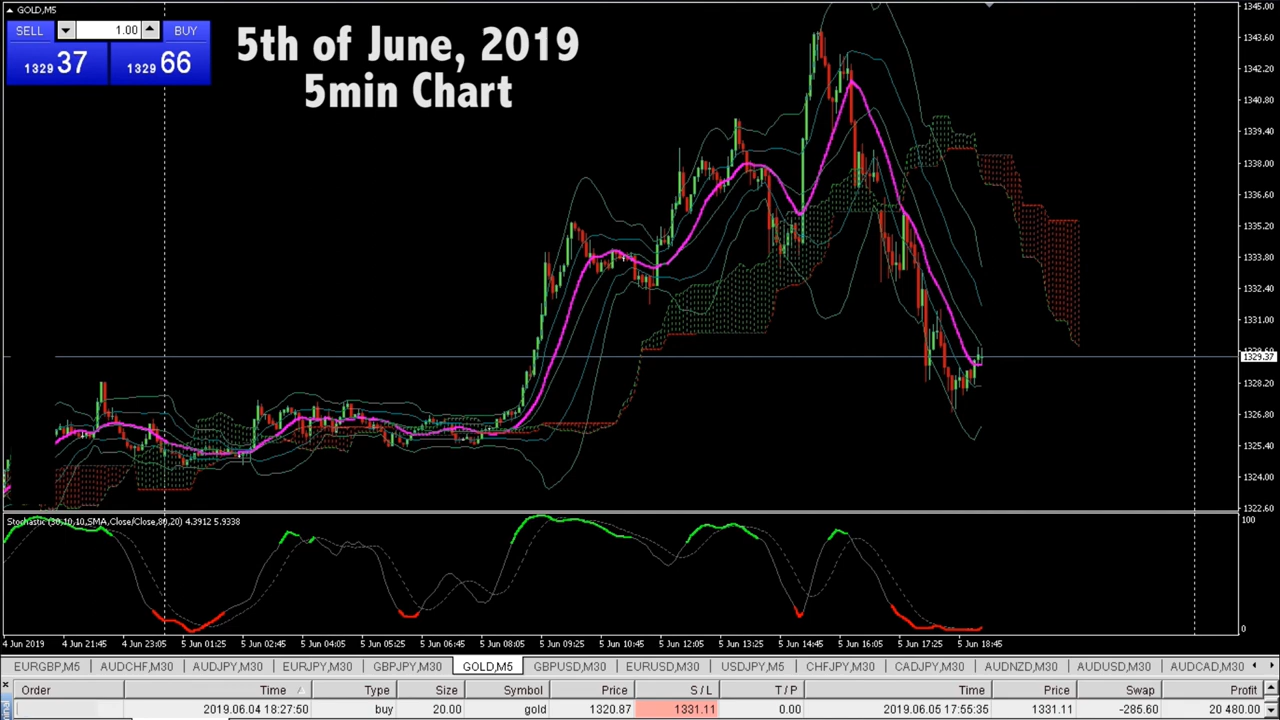 GOLD,M5
SELL 1.00 BUY
1329 37 1329 66
5th of June, 2019
5min Chart
1345.00
1343.60
1342.20
1340.80
1339.40
1338.00
1336.60
1335.20
1333.80
1332.40
1331.00
1329.37
1328.20
1326.80
1325.40
1324.00
1322.60
Stochastic (30,10,10,SMA,Close/Close,80,20) 4.3912 5.9338
100
0
4 Jun 2019 4 Jun 21:45 4 Jun 23:05 5 Jun 01:25 5 Jun 02:45 5 Jun 04:05 5 Jun 05:25 5 Jun 06:45 5 Jun 08:05 5 Jun 09:25 5 Jun 10:45 5 Jun 12:05 5 Jun 13:25 5 Jun 14:45 5 Jun 16:05 5 Jun 17:25 5 Jun 18:45
EURGBP,M5 AUDCHF,M30 AUDJPY,M30 EURJPY,M30 GBPJPY,M30 GOLD,M5 GBPUSD,M30 EURUSD,M30 USDJPY,M5 CHFJPY,M30 CADJPY,M30 AUDNZD,M30 AUDUSD,M30 AUDCAD,M30
Order Time Type Size Symbol Price S / L T / P Time Price Swap Profit
2019.06.04 18:27:50 buy 20.00 gold 1320.87 1331.11 0.00 2019.06.05 17:55:35 1331.11 -285.60 20 480.00